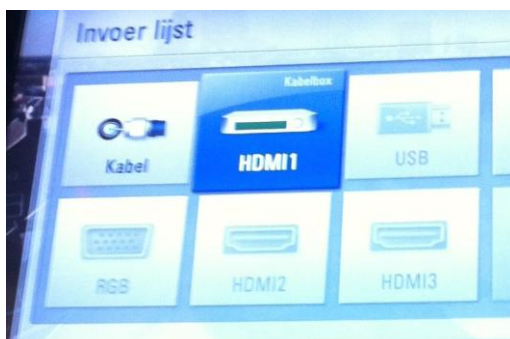 Invoer lijst
Kabelbox
Kabel
HDMI1
USB
RGB
HDMI2
HDMI3